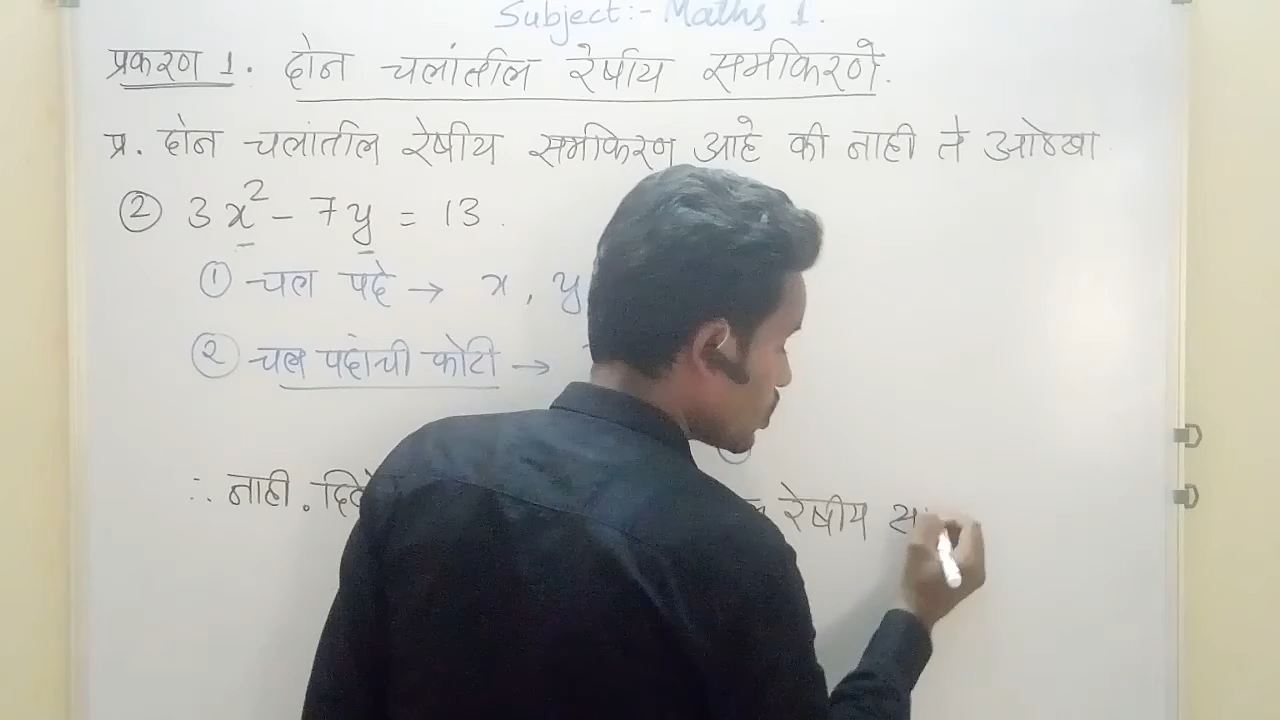 Subject:- Maths 1.
प्रकरण 1. दोन चलांतील रेषीय समीकरणे.
प्र. दोन चलांतील रेषीय समीकरण आहे की नाही ते ओळखा
② 3x² - 7y = 13.
① चल पदे → x, y
② चल पदांची कोटी →
∴ नाही. रेषीय